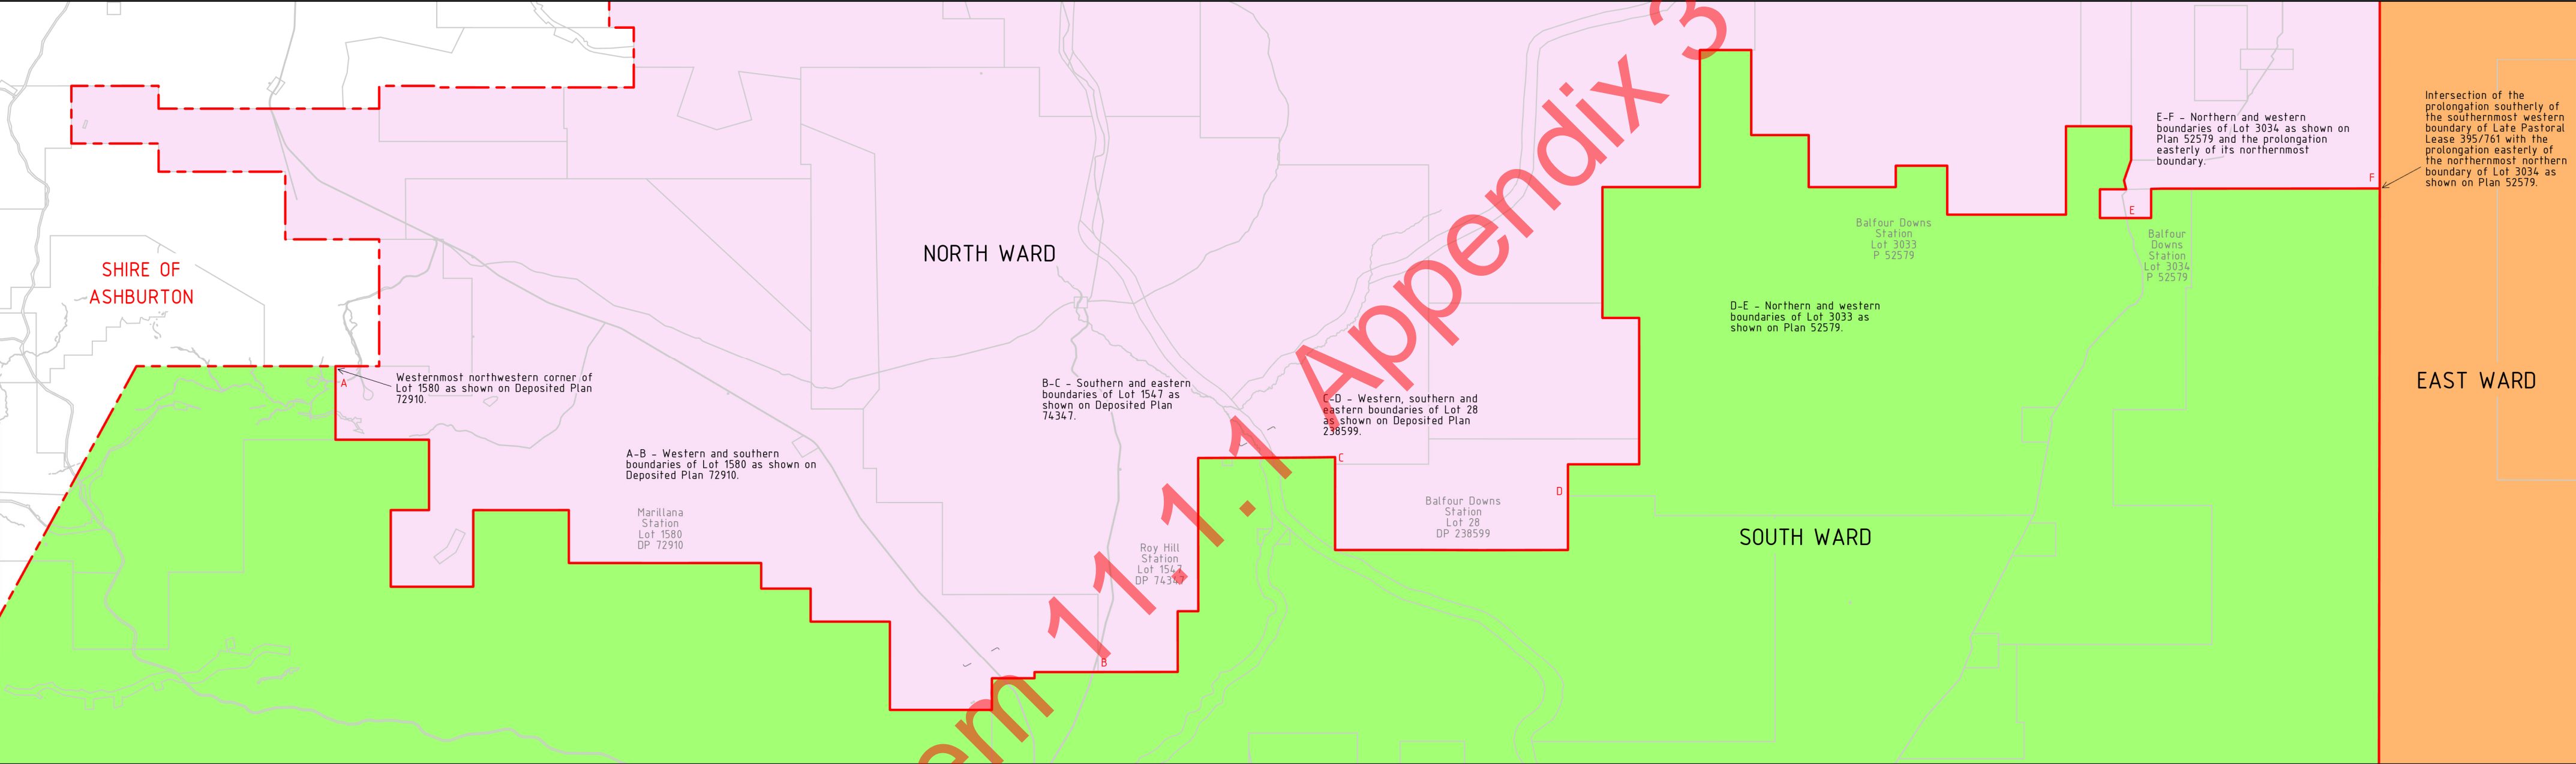 SHIRE OF
ASHBURTON
NORTH WARD
SOUTH WARD
EAST WARD
A
Westernmost northwestern corner of
Lot 1580 as shown on Deposited Plan
72910.
A-B - Western and southern
boundaries of Lot 1580 as shown on
Deposited Plan 72910.
Marillana
Station
Lot 1580
DP 72910
B-C - Southern and eastern
boundaries of Lot 1547 as
shown on Deposited Plan
74347.
Roy Hill
Station
Lot 1547
DP 74347
B
C-D - Western, southern and
eastern boundaries of Lot 28
as shown on Deposited Plan
238599.
C
Balfour Downs
Station
Lot 28
DP 238599
D
D-E - Northern and western
boundaries of Lot 3033 as
shown on Plan 52579.
Balfour Downs
Station
Lot 3033
P 52579
E
Balfour
Downs
Station
Lot 3034
P 52579
E-F - Northern and western
boundaries of Lot 3034 as shown on
Plan 52579 and the prolongation
easterly of its northernmost
boundary.
F
Intersection of the
prolongation southerly of
the southernmost western
boundary of Late Pastoral
Lease 395/761 with the
prolongation easterly of
the northernmost northern
boundary of Lot 3034 as
shown on Plan 52579.
em 11.1.1 Appendix 3